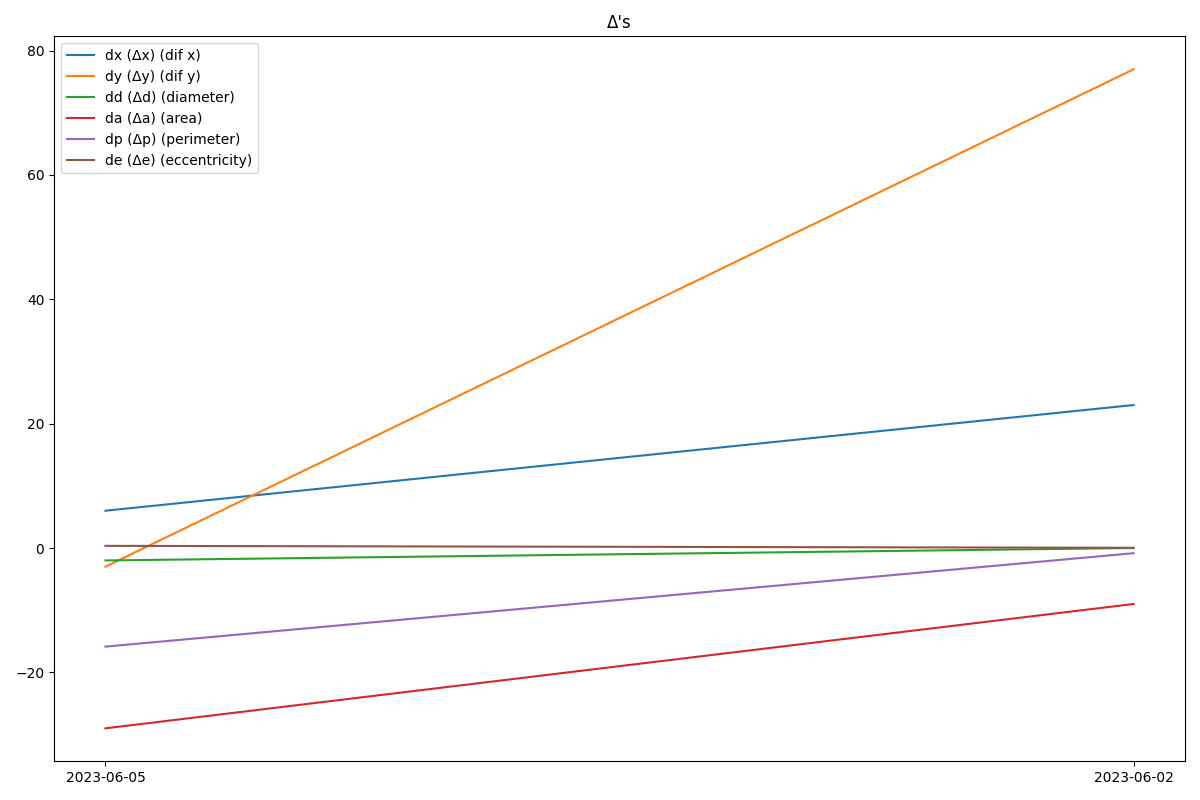 Δ's
80
60
40
20
0
−20
dx (Δx) (dif x)
dy (Δy) (dif y)
dd (Δd) (diameter)
da (Δa) (area)
dp (Δp) (perimeter)
de (Δe) (eccentricity)
2023-06-05
2023-06-02